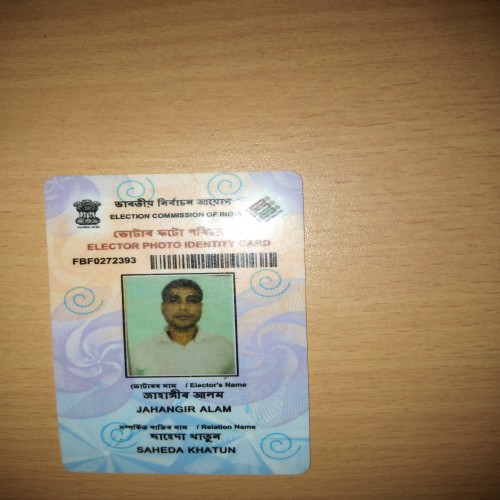 ভাৰতীয় নিৰ্বাচন আয়োগ
ELECTION COMMISSION OF INDIA
ভোটাৰ ফটো পৰিচয়
ELECTOR PHOTO IDENTITY CARD
FBF0272393
ভোটাৰৰ নাম / Elector's Name
জাহাঙ্গীৰ আলম
JAHANGIR ALAM
সম্পৰ্কিত ব্যক্তিৰ নাম / Relation Name
ছাহেদা খাতুন
SAHEDA KHATUN